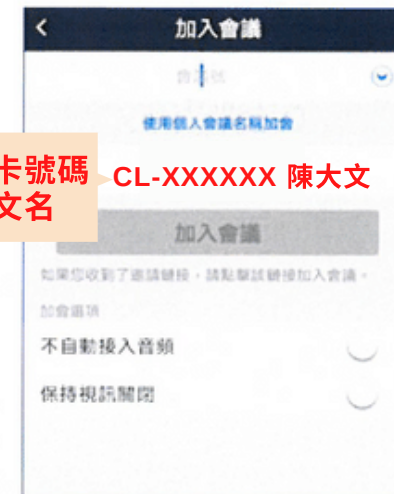 加入會議
會議號
使用個人會議名稱加會
卡號碼
文名
CL-XXXXXX 陳大文
加入會議
如果您收到了邀請鏈接，請點擊該鏈接加入會議。
加會選項
不自動接入音頻
保持視訊關閉